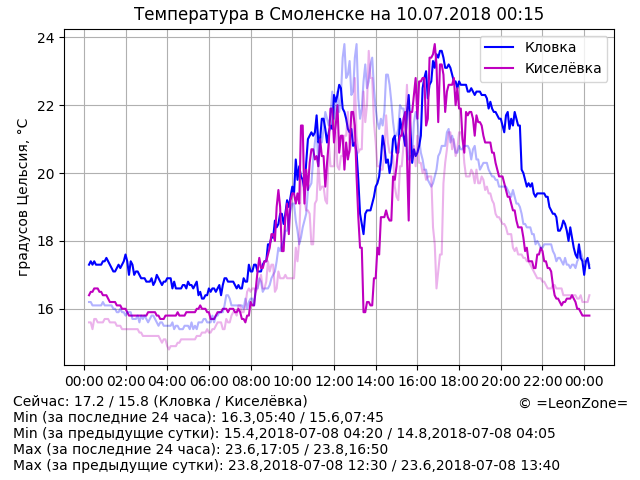 Температура в Смоленске на 10.07.2018 00:15
градусов Цельсия, °C
24
22
20
18
16
Кловка
Киселёвка
00:00 02:00 04:00 06:00 08:00 10:00 12:00 14:00 16:00 18:00 20:00 22:00 00:00
Сейчас: 17.2 / 15.8 (Кловка / Киселёвка)
© =LeonZone=
Min (за последние 24 часа): 16.3,05:40 / 15.6,07:45
Min (за предыдущие сутки): 15.4,2018-07-08 04:20 / 14.8,2018-07-08 04:05
Max (за последние 24 часа): 23.6,17:05 / 23.8,16:50
Max (за предыдущие сутки): 23.8,2018-07-08 12:30 / 23.6,2018-07-08 13:40